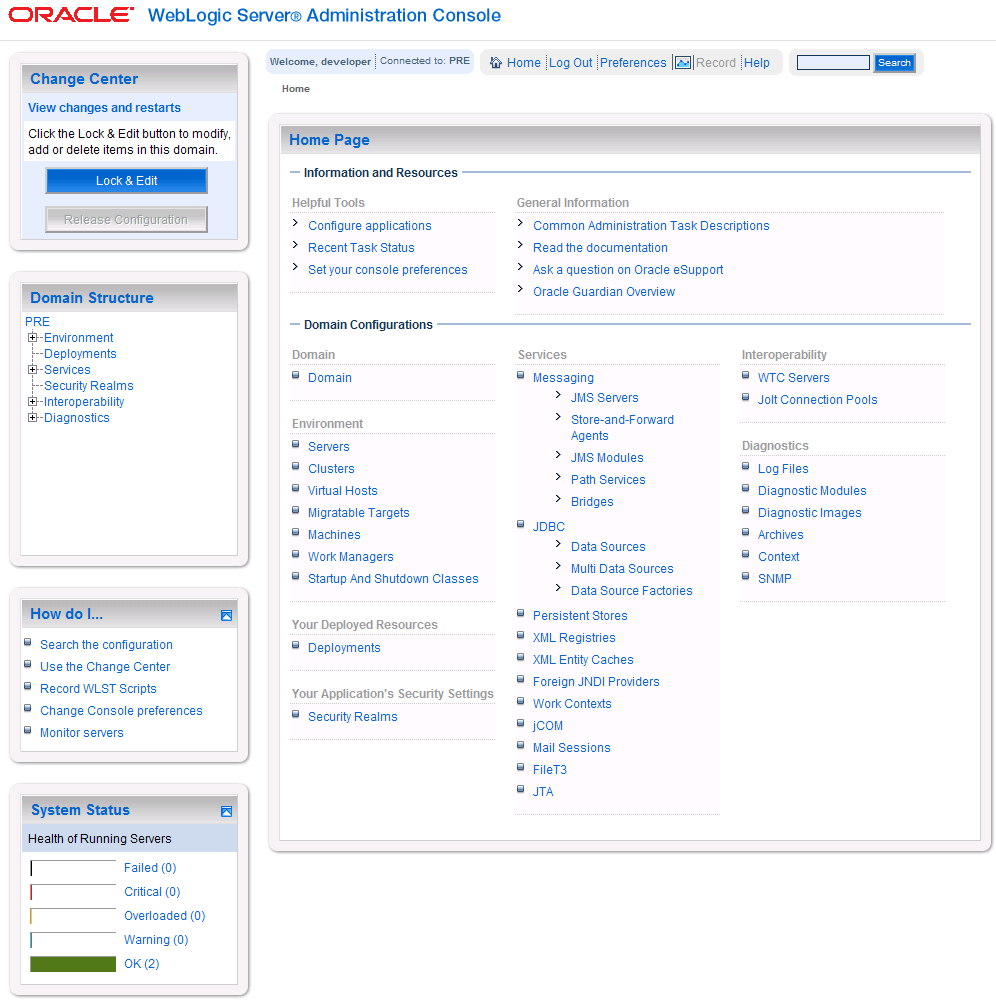 ORACLE® WebLogic Server® Administration Console
Welcome, developer Connected to: PRE Home Log Out Preferences Record Help Search
Home
Change Center
View changes and restarts
Click the Lock & Edit button to modify,
add or delete items in this domain.
Lock & Edit
Release Configuration
Domain Structure
PRE
Environment
Deployments
Services
Security Realms
Interoperability
Diagnostics
How do I...
Search the configuration
Use the Change Center
Record WLST Scripts
Change Console preferences
Monitor servers
System Status
Health of Running Servers
Failed (0)
Critical (0)
Overloaded (0)
Warning (0)
OK (2)
Home Page
Information and Resources
Helpful Tools
Configure applications
Recent Task Status
Set your console preferences
General Information
Common Administration Task Descriptions
Read the documentation
Ask a question on Oracle eSupport
Oracle Guardian Overview
Domain Configurations
Domain
Domain
Environment
Servers
Clusters
Virtual Hosts
Migratable Targets
Machines
Work Managers
Startup And Shutdown Classes
Your Deployed Resources
Deployments
Your Application's Security Settings
Security Realms
Services
Messaging
JMS Servers
Store-and-Forward
Agents
JMS Modules
Path Services
Bridges
JDBC
Data Sources
Multi Data Sources
Data Source Factories
Persistent Stores
XML Registries
XML Entity Caches
Foreign JNDI Providers
Work Contexts
jCOM
Mail Sessions
FileT3
JTA
Interoperability
WTC Servers
Jolt Connection Pools
Diagnostics
Log Files
Diagnostic Modules
Diagnostic Images
Archives
Context
SNMP